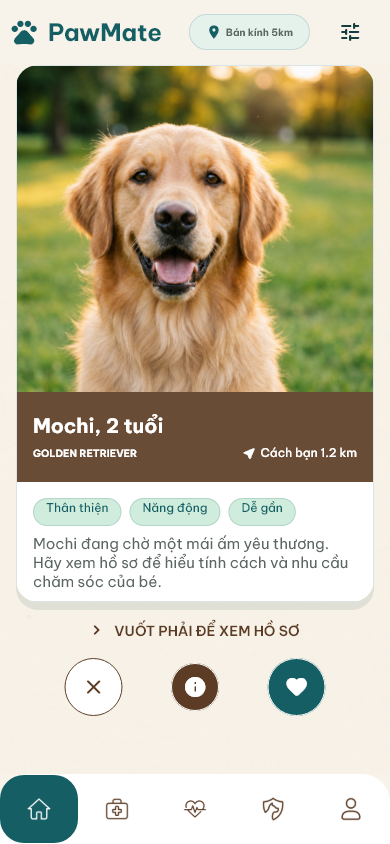 PawMate
Bán kính 5km
Mochi, 2 tuổi
GOLDEN RETRIEVER
Cách bạn 1.2 km
Thân thiện
Năng động
Dễ gần
Mochi đang chờ một mái ấm yêu thương.
Hãy xem hồ sơ để hiểu tính cách và nhu cầu
chăm sóc của bé.
VUỐT PHẢI ĐỂ XEM HỒ SƠ